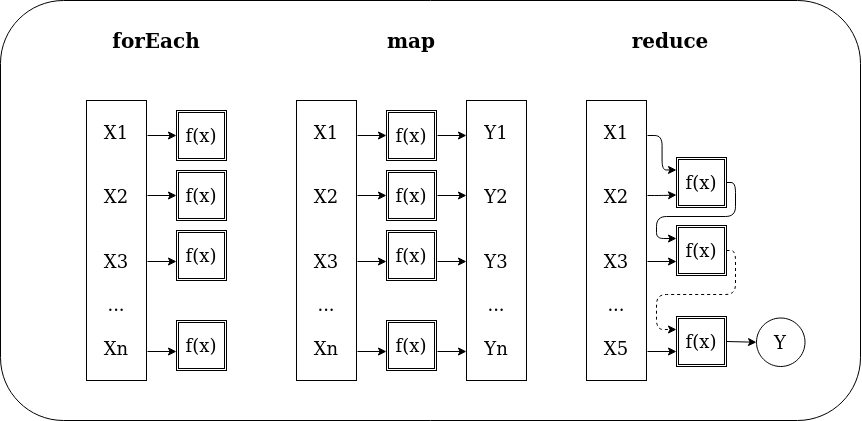 forEach map reduce
X1 f(x) X1 f(x) Y1 X1
f(x)
X2 f(x) X2 f(x) Y2 X2
X3 f(x) X3 f(x) Y3 X3 f(x)
... ... ... ...
Xn f(x) Xn f(x) Yn X5 f(x) Y